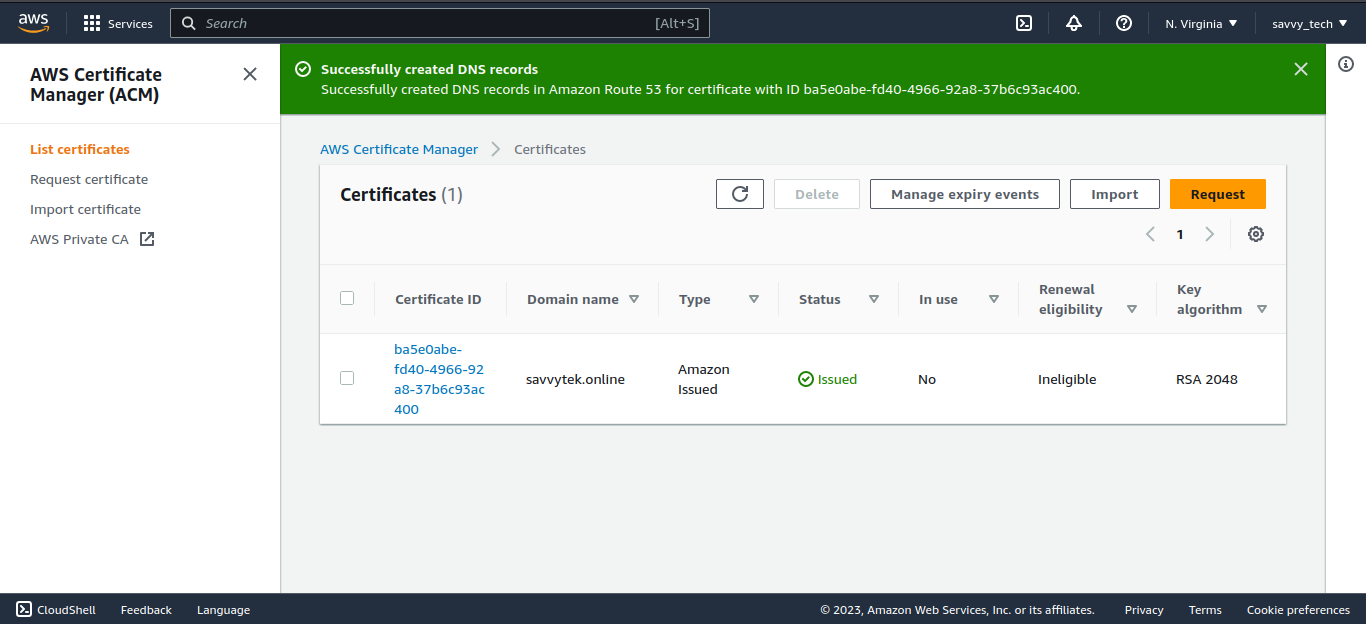 aws
Services
Search
[Alt+S]
N. Virginia
savvy_tech
AWS Certificate
Manager (ACM)
List certificates
Request certificate
Import certificate
AWS Private CA
Successfully created DNS records
Successfully created DNS records in Amazon Route 53 for certificate with ID ba5e0abe-fd40-4966-92a8-37b6c93ac400.
AWS Certificate Manager
Certificates
Certificates (1)
Delete
Manage expiry events
Import
Request
1
Certificate ID
Domain name
Type
Status
In use
Renewal
eligibility
Key
algorithm
ba5e0abe-
fd40-4966-92
a8-37b6c93ac
400
savvytek.online
Amazon
Issued
Issued
No
Ineligible
RSA 2048
CloudShell
Feedback
Language
© 2023, Amazon Web Services, Inc. or its affiliates.
Privacy
Terms
Cookie preferences